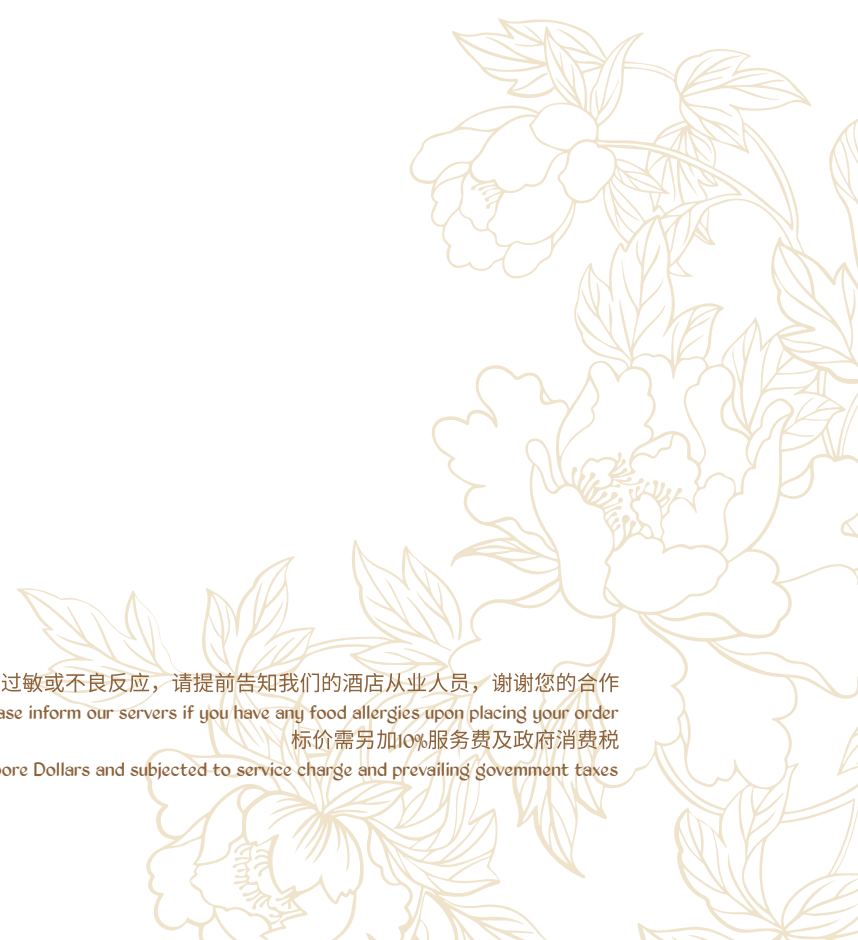 过敏或不良反应，请提前告知我们的酒店从业人员，谢谢您的合作
ase inform our servers if you have any food allergies upon placing your order
标价需另加10%服务费及政府消费税
ore Dollars and subjected to service charge and prevailing govemment taxes